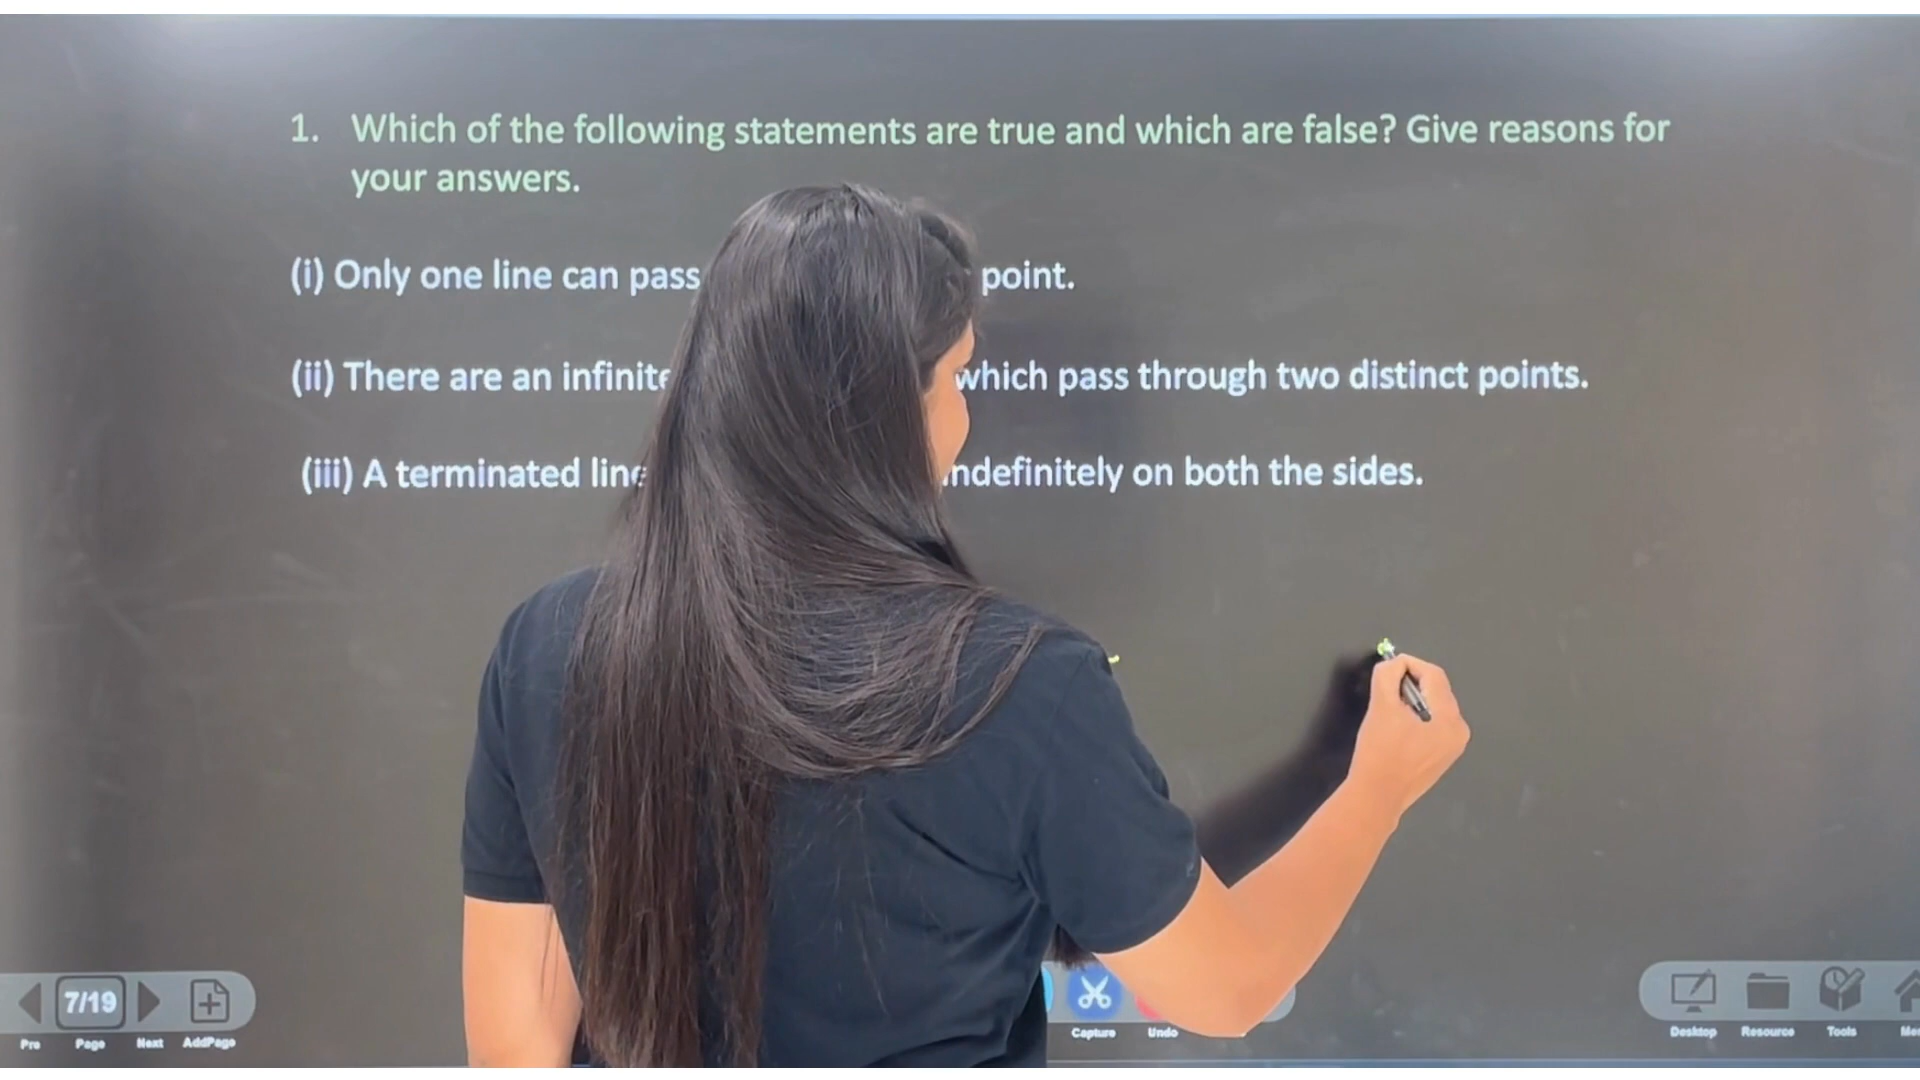 1. Which of the following statements are true and which are false? Give reasons for
your answers.
(i) Only one line can pass point.
(ii) There are an infinite which pass through two distinct points.
(iii) A terminated line indefinitely on both the sides.
7/19
Pre Page Next AddPage Capture Undo Desktop Resource Tools